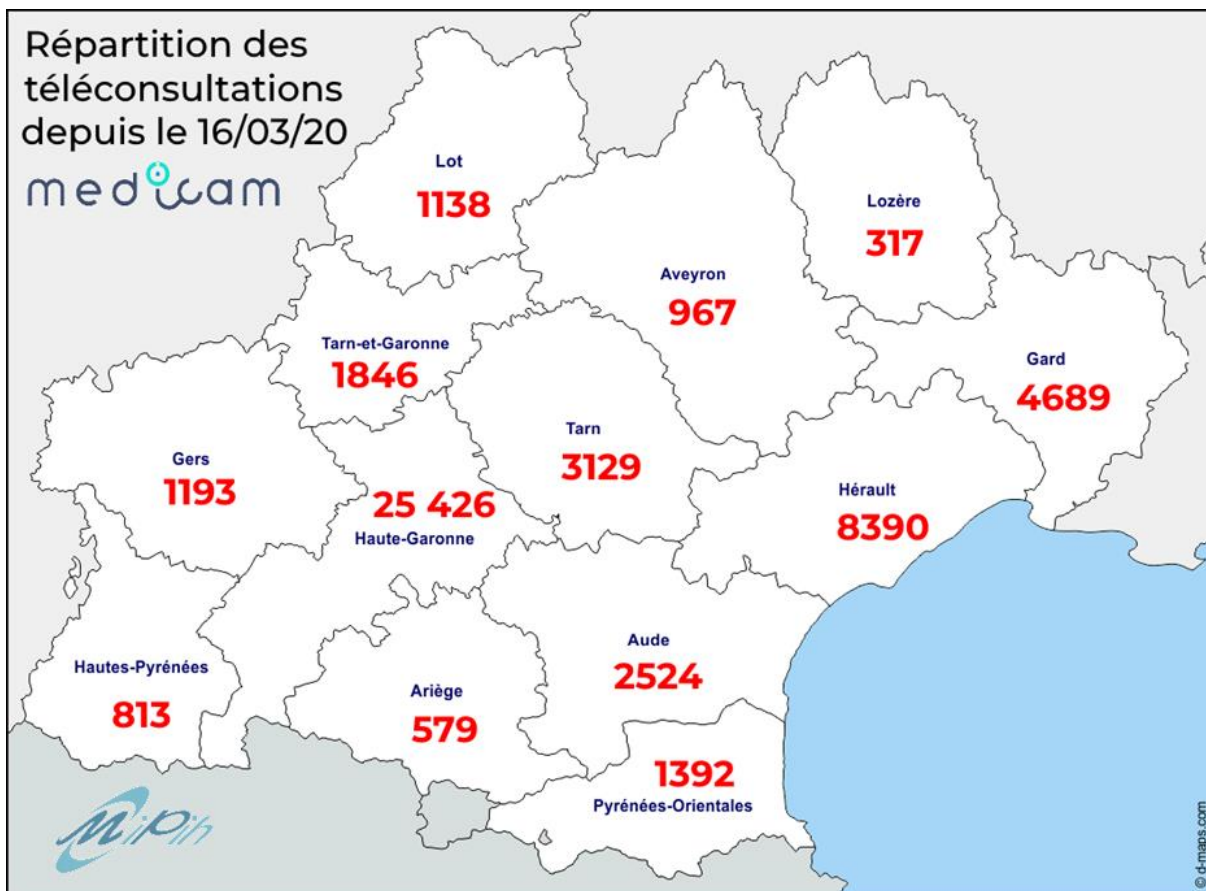 Répartition des
téléconsultations
depuis le 16/03/20
medicam
Lot
1138
Lozère
317
Aveyron
967
Tarn-et-Garonne
1846
Gard
4689
Tarn
3129
Gers
1193
25 426
Haute-Garonne
Hérault
8390
Hautes-Pyrénées
813
Ariège
579
Aude
2524
1392
Pyrénées-Orientales
MiPih
© d-maps.com